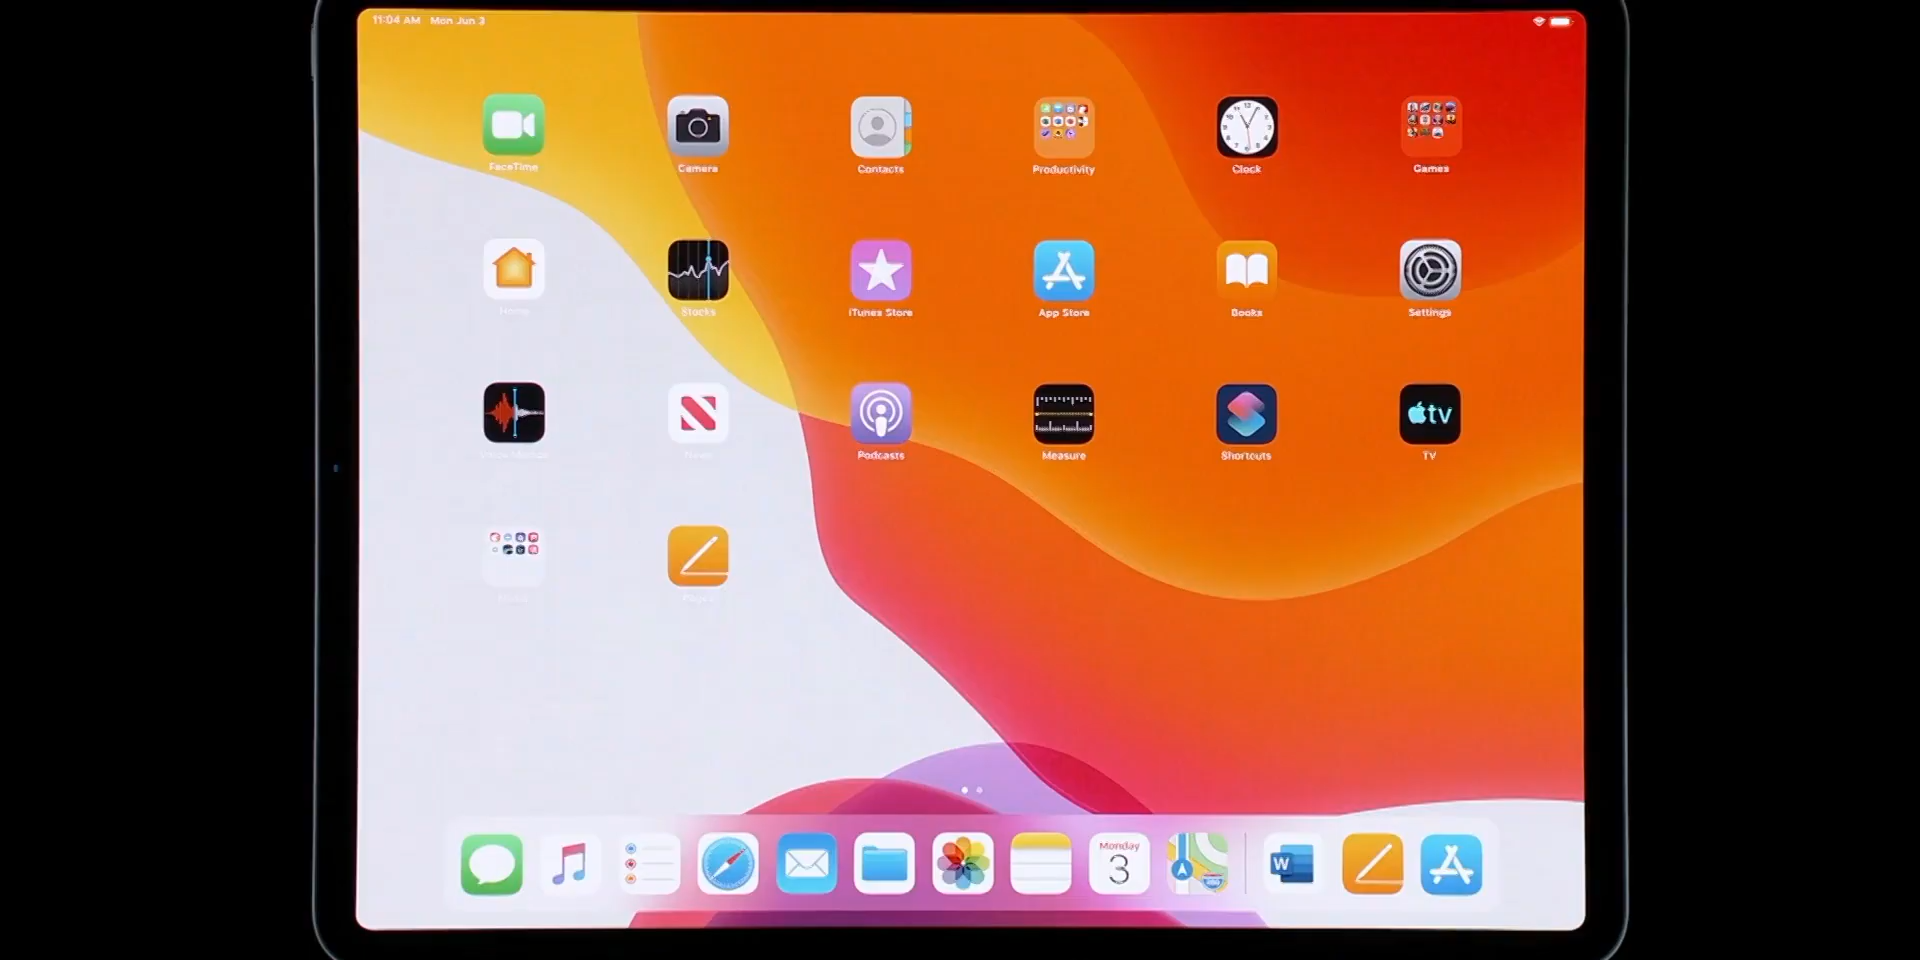 11:04 AM Mon Jun 3
FaceTime
Camera
Contacts
Productivity
Clock
Games
Home
Stocks
iTunes Store
App Store
Books
Settings
Voice Memos
News
Podcasts
Measure
Shortcuts
TV
tv
Pages
Monday
3
W